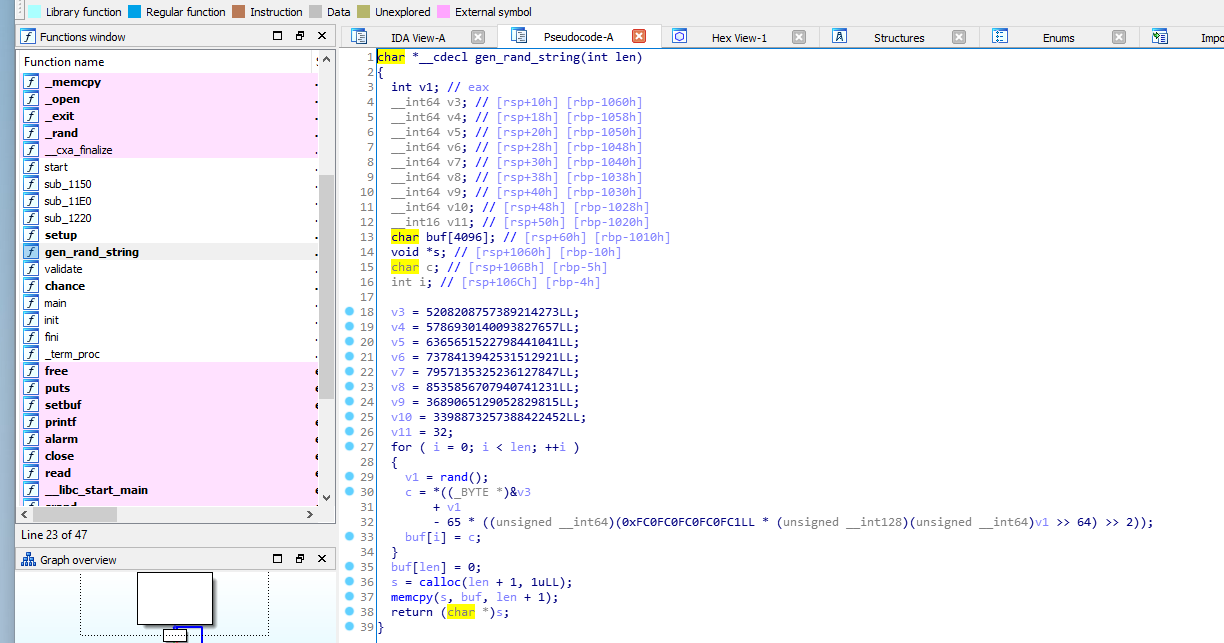 Library function Regular function Instruction Data Unexplored External symbol
Functions window
IDA View-A Pseudocode-A Hex View-1 Structures Enums
Function name
_memcpy
_open
_exit
_rand
__cxa_finalize
start
sub_1150
sub_11E0
sub_1220
setup
gen_rand_string
validate
chance
main
init
fini
_term_proc
free
puts
setbuf
printf
alarm
close
read
__libc_start_main
Line 23 of 47
Graph overview
1 char *__cdecl gen_rand_string(int len)
2 {
3 int v1; // eax
4 __int64 v3; // [rsp+10h] [rbp-1060h]
5 __int64 v4; // [rsp+18h] [rbp-1058h]
6 __int64 v5; // [rsp+20h] [rbp-1050h]
7 __int64 v6; // [rsp+28h] [rbp-1048h]
8 __int64 v7; // [rsp+30h] [rbp-1040h]
9 __int64 v8; // [rsp+38h] [rbp-1038h]
10 __int64 v9; // [rsp+40h] [rbp-1030h]
11 __int64 v10; // [rsp+48h] [rbp-1028h]
12 __int16 v11; // [rsp+50h] [rbp-1020h]
13 char buf[4096]; // [rsp+60h] [rbp-1010h]
14 void *s; // [rsp+1060h] [rbp-10h]
15 char c; // [rsp+106Bh] [rbp-5h]
16 int i; // [rsp+106Ch] [rbp-4h]
17
18 v3 = 5208208757389214273LL;
19 v4 = 5786930140093827657LL;
20 v5 = 6365651522798441041LL;
21 v6 = 7378413942531512921LL;
22 v7 = 7957135325236127847LL;
23 v8 = 8535856707940741231LL;
24 v9 = 3689065129052829815LL;
25 v10 = 3398873257388422452LL;
26 v11 = 32;
27 for ( i = 0; i < len; ++i )
28 {
29 v1 = rand();
30 c = *((_BYTE *)&v3
31 + v1
32 - 65 * ((unsigned __int64)(0xFC0FC0FC0FC0FC1LL * (unsigned __int128)(unsigned __int64)v1 >> 64) >> 2));
33 buf[i] = c;
34 }
35 buf[len] = 0;
36 s = calloc(len + 1, 1uLL);
37 memcpy(s, buf, len + 1);
38 return (char *)s;
39 }